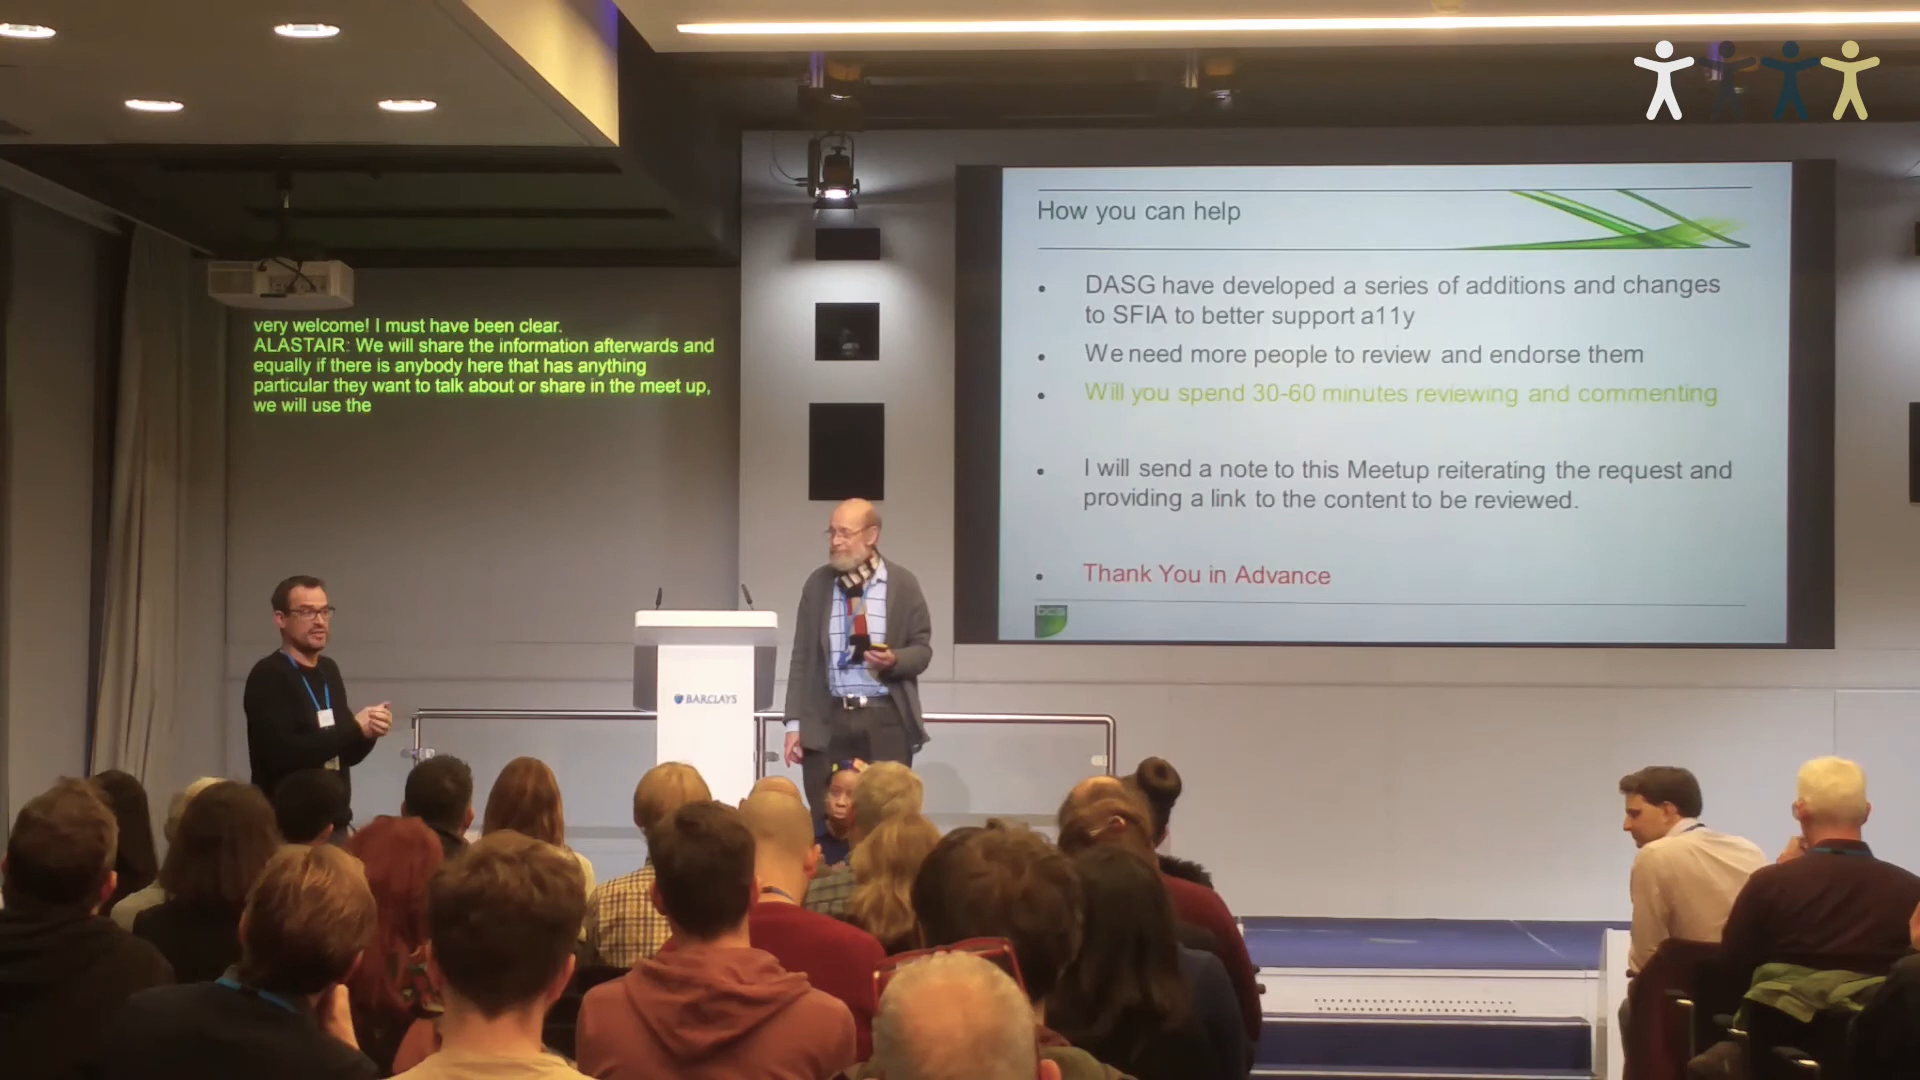 very welcome! I must have been clear.
ALASTAIR: We will share the information afterwards and
equally if there is anybody here that has anything
particular they want to talk about or share in the meet up,
we will use the
BARCLAYS
How you can help
DASG have developed a series of additions and changes
to SFIA to better support a11y
We need more people to review and endorse them
Will you spend 30-60 minutes reviewing and commenting
I will send a note to this Meetup reiterating the request and
providing a link to the content to be reviewed.
Thank You in Advance
bcs